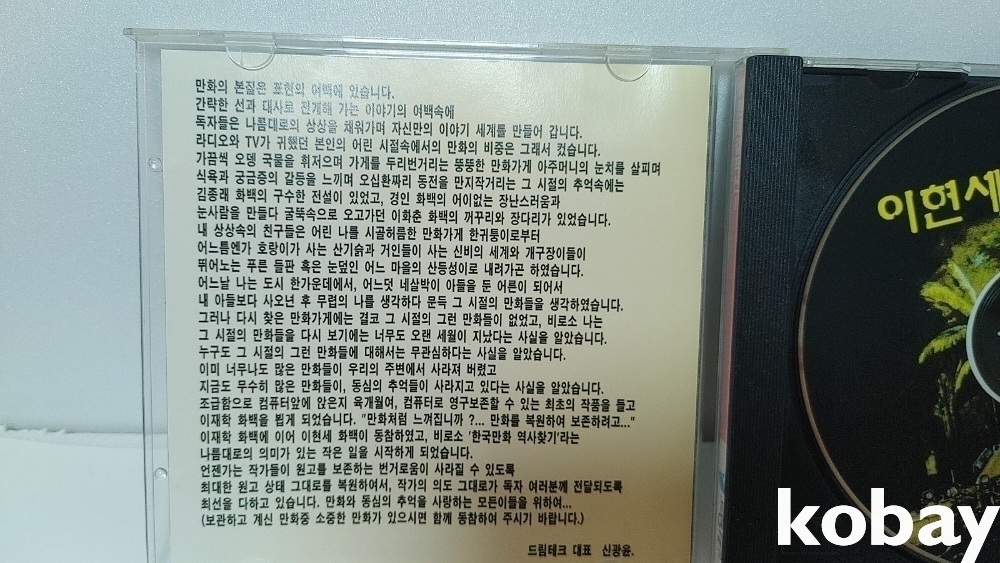 만화의 본질은 표현의 여백에 있습니다.
간략한 선과 대사로 전개해 가는 이야기의 여백속에
독자들은 나름대로의 상상을 채워가며 자신만의 이야기 세계를 만들어 갑니다.
라디오와 TV가 귀했던 본인의 어린 시절속에서의 만화의 비중은 그래서 컸습니다.
가끔씩 오뎅 국물을 휘저으며 가게를 두리번거리는 뚱뚱한 만화가게 아주머니의 눈치를 살피며
식욕과 궁금증의 갈등을 느끼며 오십환짜리 동전을 만지작거리는 그 시절의 추억속에는
김종래 화백의 구수한 전설이 있었고, 경인 화백의 어이없는 장난스러움과
눈사람을 만들다 굴뚝속으로 오고가던 이화춘 화백의 꺼꾸리와 장다리가 있었습니다.
내 상상속의 친구들은 어린 나를 시골허름한 만화가게 한귀퉁이로부터
어느틈엔가 호랑이가 사는 산기슭과 거인들이 사는 신비의 세계와 개구장이들이
뛰어노는 푸른 들판 혹은 눈덮인 어느 마을의 산등성이로 내려가곤 하였습니다.
어느날 나는 도시 한가운데에서, 어느덧 네살박이 아들을 둔 어른이 되어서
내 아들보다 사오년 후 무렵의 나를 생각하다 문득 그 시절의 만화들을 생각하였습니다.
그러나 다시 찾은 만화가게에는 결코 그 시절의 그런 만화들이 없었고, 비로소 나는
그 시절의 만화들을 다시 보기에는 너무도 오랜 세월이 지났다는 사실을 알았습니다.
누구도 그 시절의 그런 만화들에 대해서는 무관심하다는 사실을 알았습니다.
이미 너무나도 많은 만화들이 우리의 주변에서 사라져 버렸고
지금도 무수히 많은 만화들이, 동심의 추억들이 사라지고 있다는 사실을 알았습니다.
조급함으로 컴퓨터앞에 앉은지 육개월여, 컴퓨터로 영구보존할 수 있는 최초의 작품을 들고
이재학 화백을 뵙게 되었습니다. "만화처럼 느껴집니까 ?... 만화를 복원하여 보존하려고..."
이재학 화백에 이어 이현세 화백이 동참하였고, 비로소 '한국만화 역사찾기'라는
나름대로의 의미가 있는 작은 일을 시작하게 되었습니다.
언젠가는 작가들이 원고를 보존하는 번거로움이 사라질 수 있도록
최대한 원고 상태 그대로를 복원하여서, 작가의 의도 그대로가 독자 여러분께 전달되도록
최선을 다하고 있습니다. 만화와 동심의 추억을 사랑하는 모든이들을 위하여...
(보관하고 계신 만화중 소중한 만화가 있으시면 함께 동참하여 주시기 바랍니다.)
드림테크 대표 신광윤.
이현세
kobay